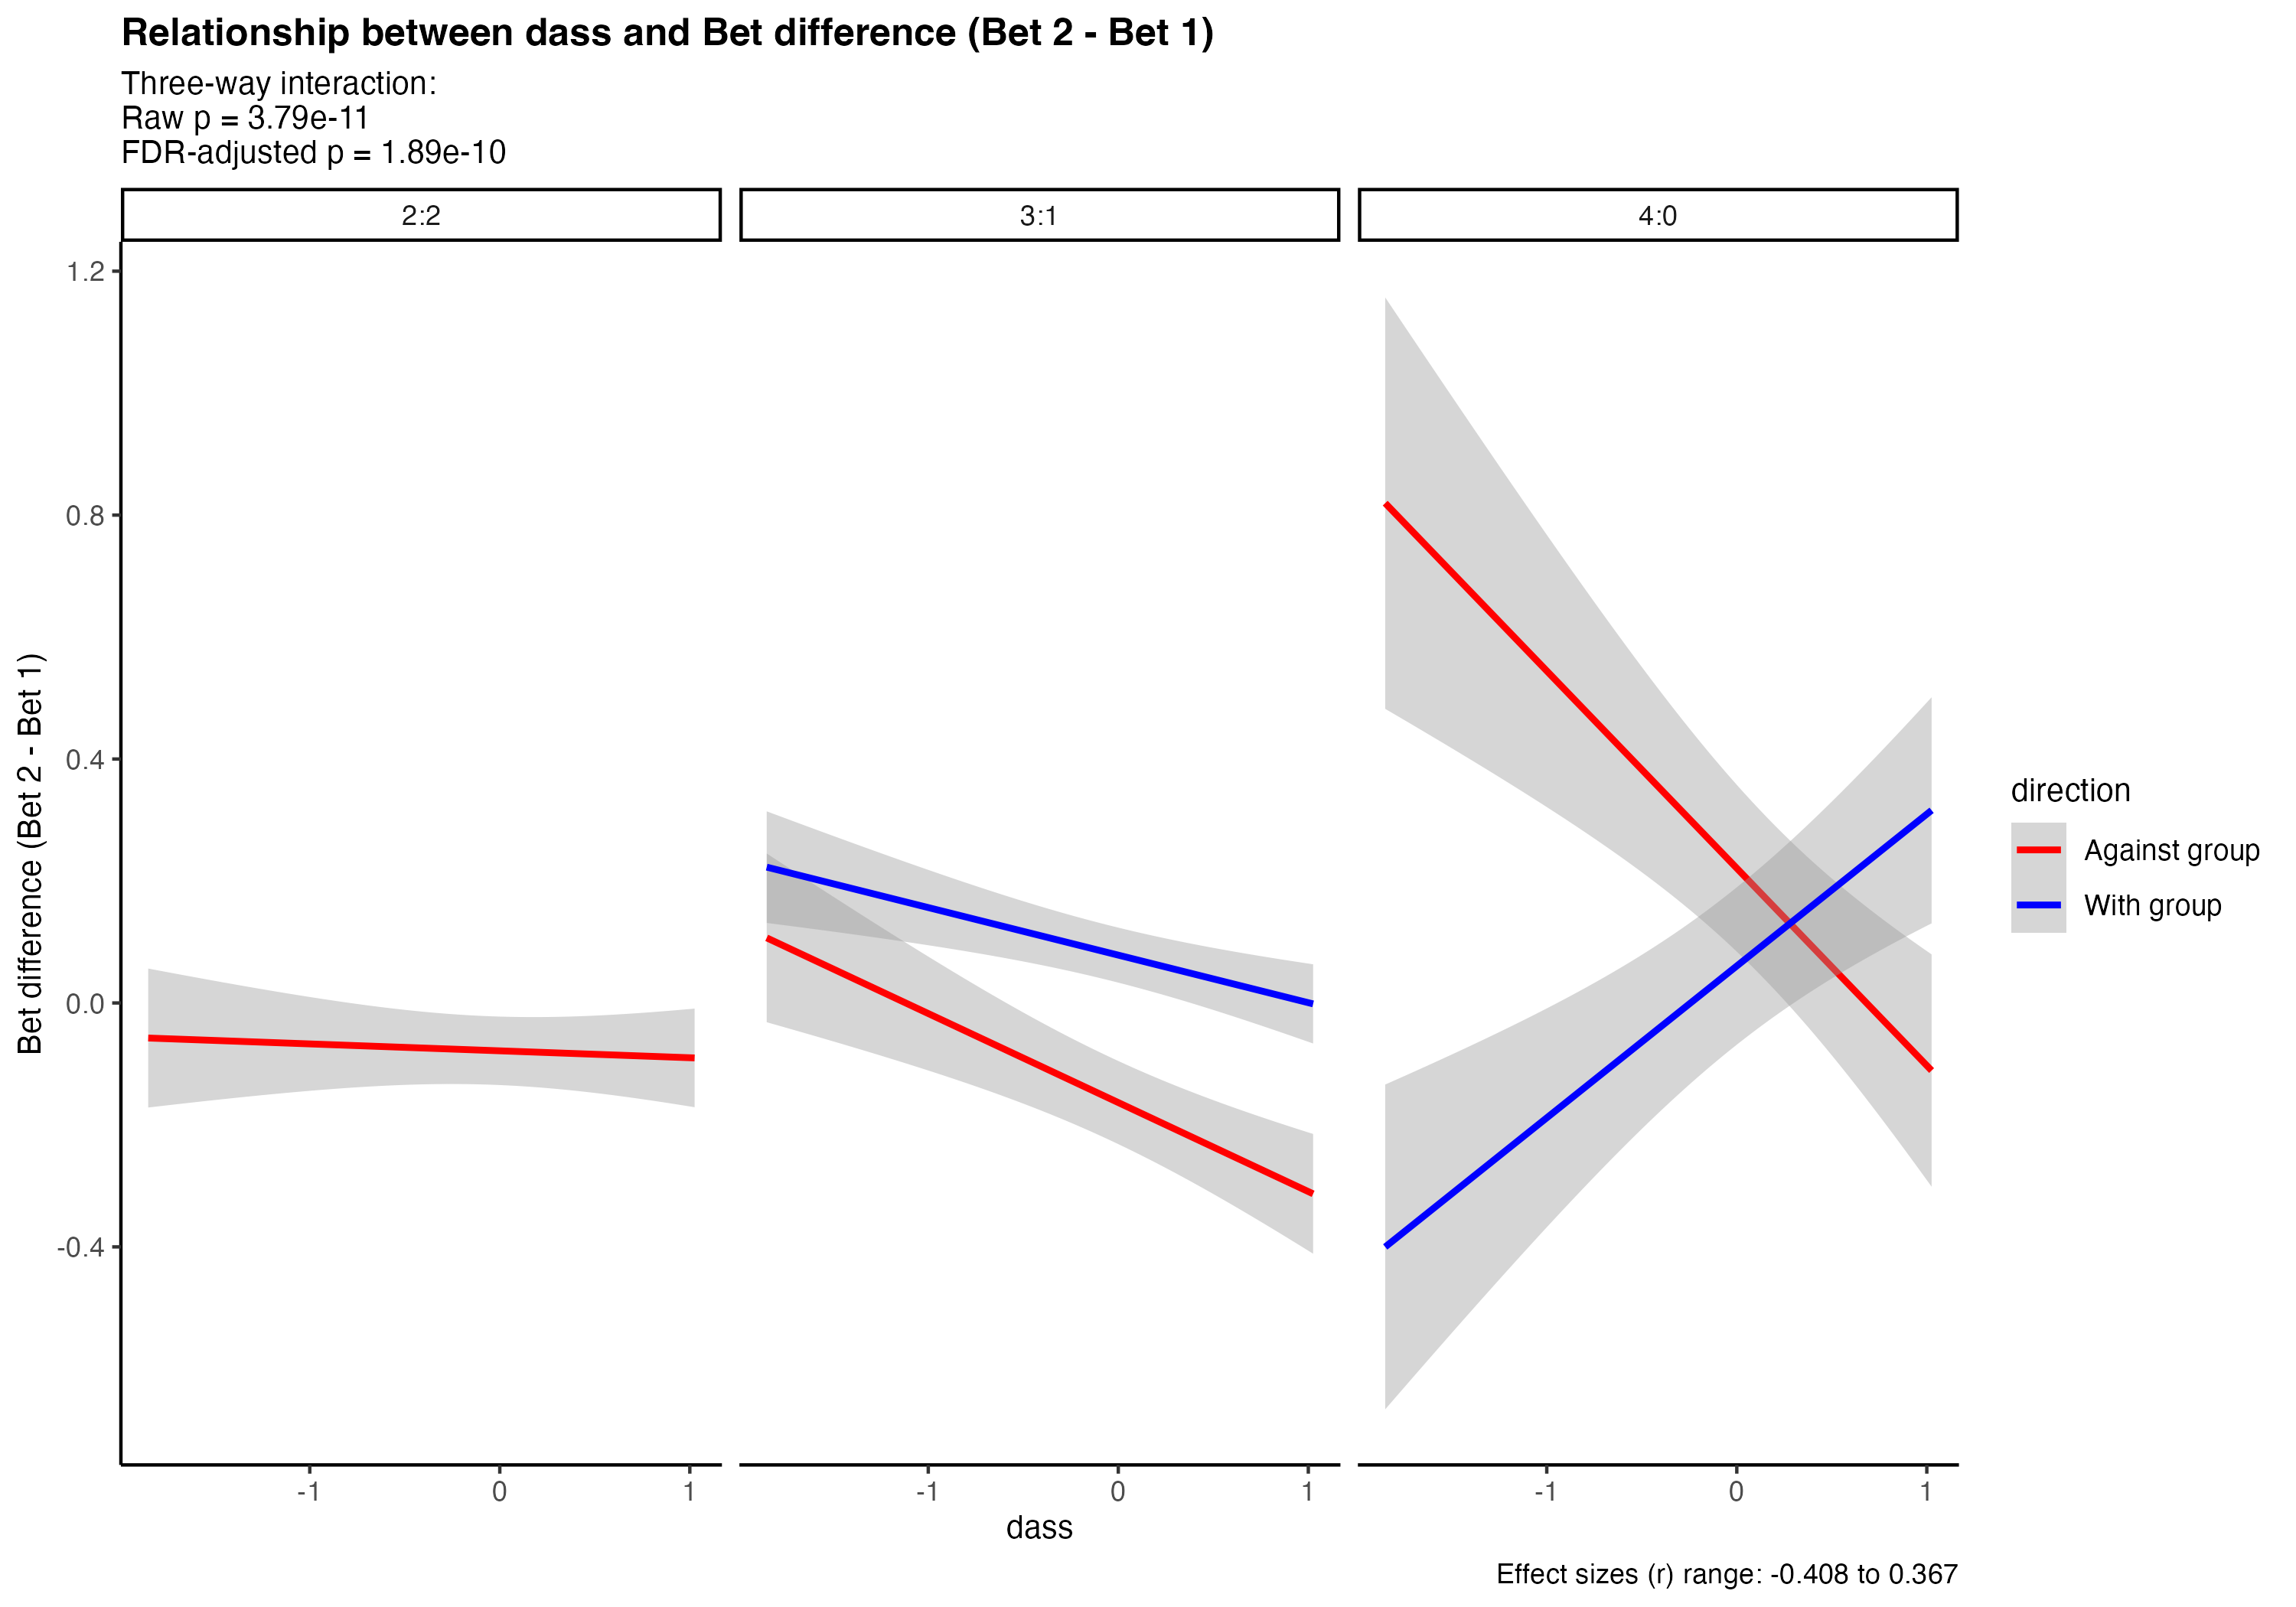 Relationship between dass and Bet difference (Bet 2 - Bet 1)
Three-way interaction:
Raw p = 3.79e-11
FDR-adjusted p = 1.89e-10
2:2
3:1
4:0
Bet difference (Bet 2 - Bet 1)
1.2
0.8
0.4
0.0
-0.4
direction
Against group
With group
-1 0 1
-1 0 1
-1 0 1
dass
Effect sizes (r) range: -0.408 to 0.367